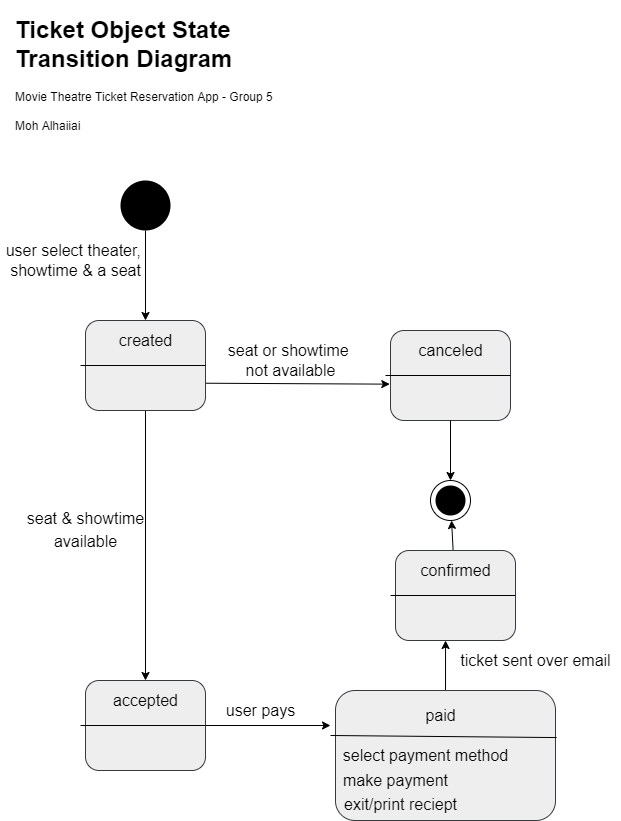 Ticket Object State
Transition Diagram
Movie Theatre Ticket Reservation App - Group 5
Moh Alhaiiai
user select theater,
showtime & a seat
created
seat or showtime
not available
canceled
seat & showtime
available
confirmed
ticket sent over email
accepted
user pays
paid
select payment method
make payment
exit/print reciept